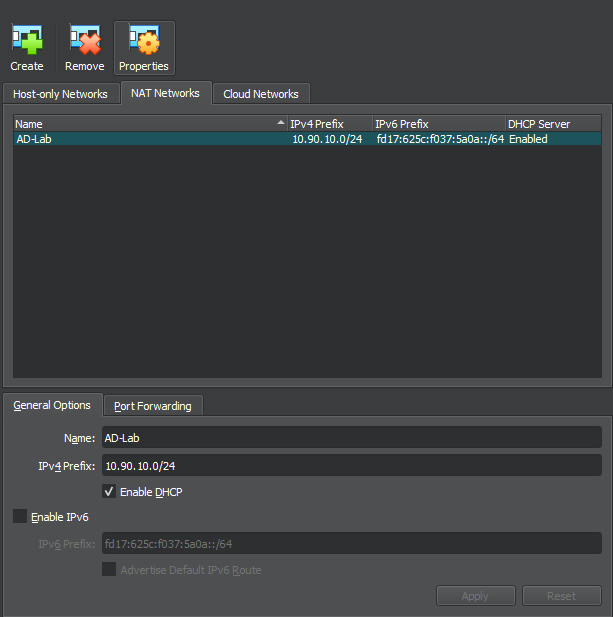 Create Remove Properties
Host-only Networks NAT Networks Cloud Networks
Name IPv4 Prefix IPv6 Prefix DHCP Server
AD-Lab 10.90.10.0/24 fd17:625c:f037:5a0a::/64 Enabled
General Options Port Forwarding
Name: AD-Lab
IPv4 Prefix: 10.90.10.0/24
Enable DHCP
Enable IPv6
IPv6 Prefix: fd17:625c:f037:5a0a::/64
Advertise Default IPv6 Route
Apply Reset